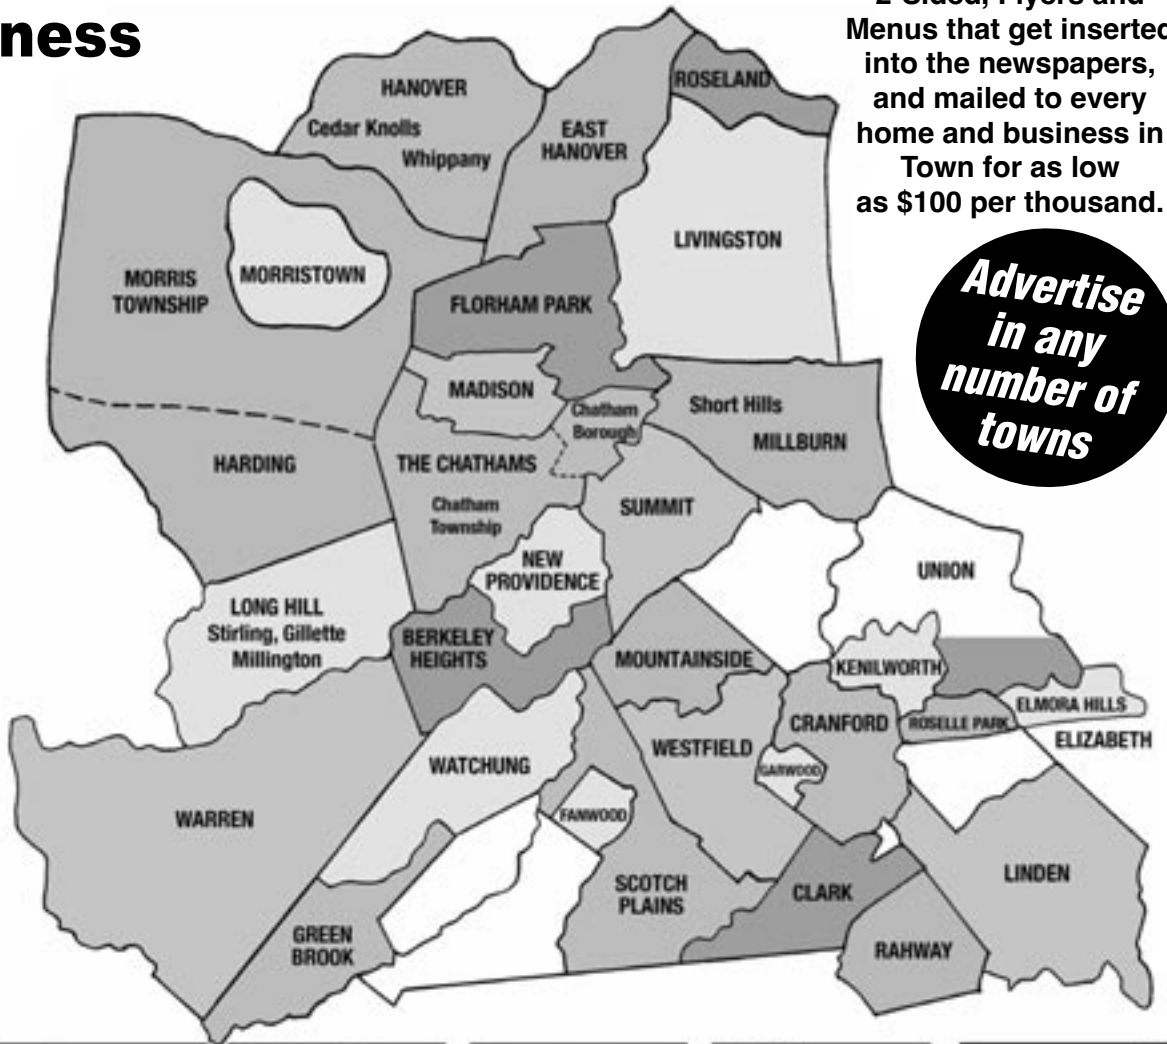 ness
2-Sided, Flyers and
Menus that get inserted
into the newspapers,
and mailed to every
home and business in
Town for as low
as $100 per thousand.
Advertise
in any
number of
towns
ROSELAND
HANOVER
Cedar Knolls
Whippany
EAST
HANOVER
LIVINGSTON
MORRIS
TOWNSHIP
MORRISTOWN
FLORHAM PARK
MADISON
Chatham
Borough
Short Hills
MILLBURN
HARDING
THE CHATHAMS
Chatham
Township
SUMMIT
NEW
PROVIDENCE
UNION
LONG HILL
Stirling, Gillette
Millington
BERKELEY
HEIGHTS
MOUNTAINSIDE
KENILWORTH
ELMORA HILLS
ROSELLE PARK
ELIZABETH
CRANFORD
WESTFIELD
GARWOOD
WATCHUNG
FANWOOD
WARREN
SCOTCH
PLAINS
CLARK
LINDEN
GREEN
BROOK
RAHWAY